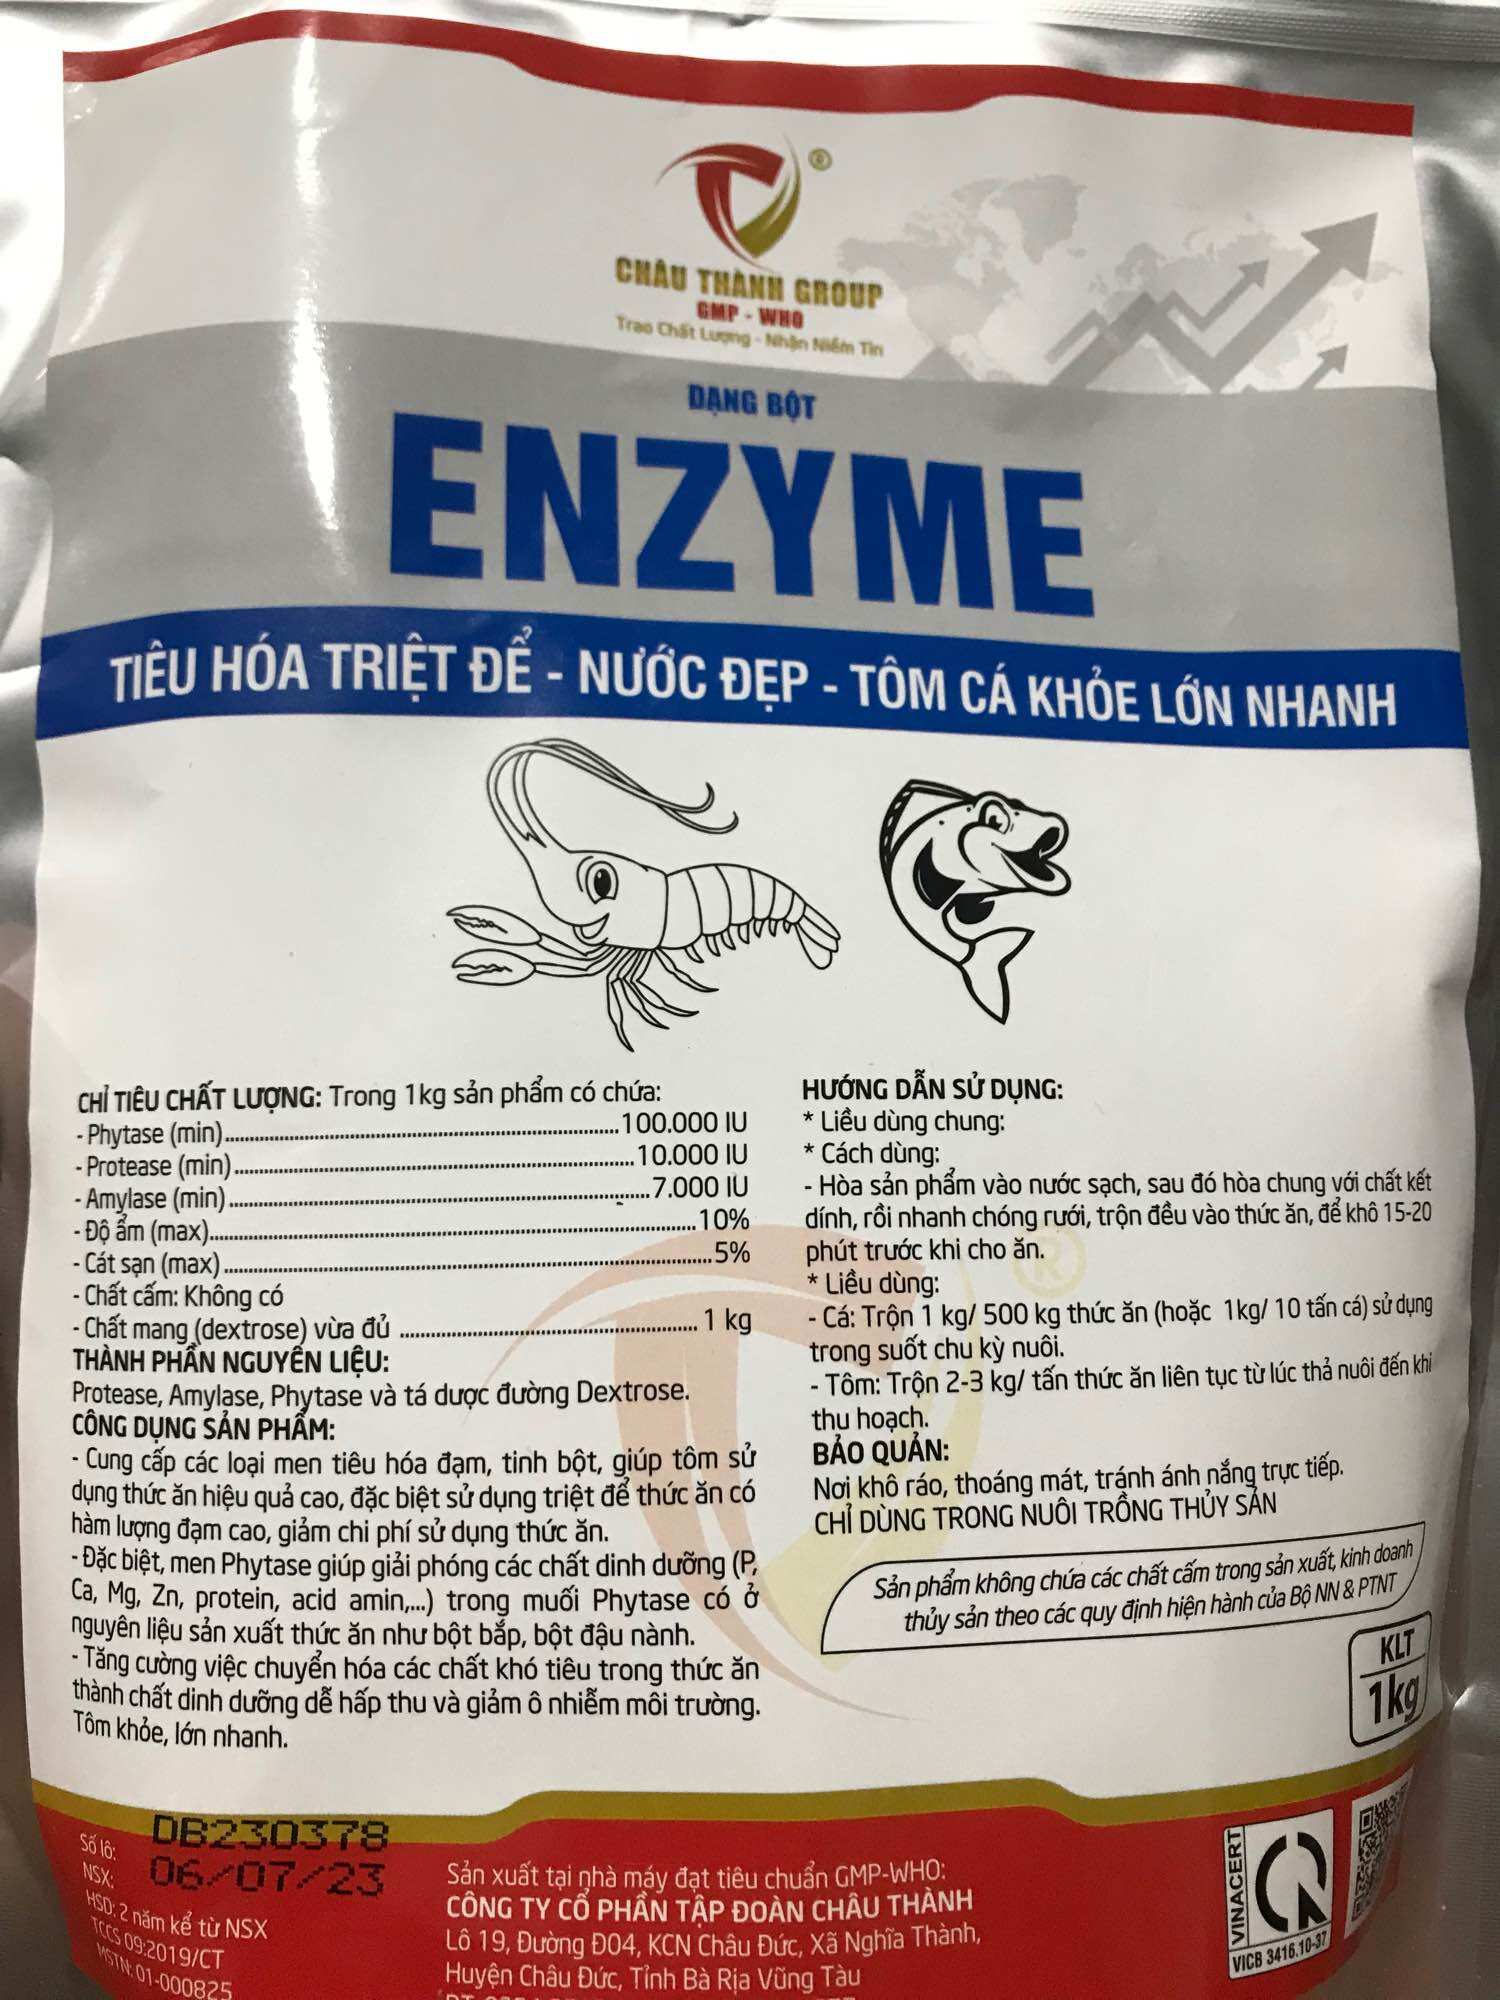 ®
CHÂU THÀNH GROUP
GMP - WHO
Trao Chất Lượng - Nhận Niềm Tin
DẠNG BỘT
ENZYME
TIÊU HÓA TRIỆT ĐỂ - NƯỚC ĐẸP - TÔM CÁ KHỎE LỚN NHANH
CHỈ TIÊU CHẤT LƯỢNG: Trong 1kg sản phẩm có chứa:
- Phytase (min)..........100.000 IU
- Protease (min)..........10.000 IU
- Amylase (min)..........7.000 IU
- Độ ẩm (max)..........10%
- Cát sạn (max)..........5%
- Chất cấm: Không có
- Chất mang (dextrose) vừa đủ .......... 1 kg
THÀNH PHẦN NGUYÊN LIỆU:
Protease, Amylase, Phytase và tá dược đường Dextrose.
CÔNG DỤNG SẢN PHẨM:
- Cung cấp các loại men tiêu hóa đạm, tinh bột, giúp tôm sử
dụng thức ăn hiệu quả cao, đặc biệt sử dụng triệt để thức ăn có
hàm lượng đạm cao, giảm chi phí sử dụng thức ăn.
- Đặc biệt, men Phytase giúp giải phóng các chất dinh dưỡng (P,
Ca, Mg, Zn, protein, acid amin,...) trong muối Phytase có ở
nguyên liệu sản xuất thức ăn như bột bắp, bột đậu nành.
- Tăng cường việc chuyển hóa các chất khó tiêu trong thức ăn
thành chất dinh dưỡng dễ hấp thu và giảm ô nhiễm môi trường.
Tôm khỏe, lớn nhanh.
HƯỚNG DẪN SỬ DỤNG:
* Liều dùng chung:
* Cách dùng:
- Hòa sản phẩm vào nước sạch, sau đó hòa chung với chất kết
dính, rồi nhanh chóng rưới, trộn đều vào thức ăn, để khô 15-20
phút trước khi cho ăn.
* Liều dùng:
- Cá: Trộn 1 kg/ 500 kg thức ăn (hoặc 1kg/ 10 tấn cá) sử dụng
trong suốt chu kỳ nuôi.
- Tôm: Trộn 2-3 kg/ tấn thức ăn liên tục từ lúc thả nuôi đến khi
thu hoạch.
BẢO QUẢN:
Nơi khô ráo, thoáng mát, tránh ánh nắng trực tiếp.
CHỈ DÙNG TRONG NUÔI TRỒNG THỦY SẢN
Sản phẩm không chứa các chất cấm trong sản xuất, kinh doanh
thủy sản theo các quy định hiện hành của Bộ NN & PTNT
KLT
1kg
Số lô: DB230378
NSX: 06/07/23
HSD: 2 năm kể từ NSX
TCCS 09:2019/CT
MSTN: 01-000825
Sản xuất tại nhà máy đạt tiêu chuẩn GMP-WHO:
CÔNG TY CỔ PHẦN TẬP ĐOÀN CHÂU THÀNH
Lô 19, Đường Đ04, KCN Châu Đức, Xã Nghĩa Thành,
Huyện Châu Đức, Tỉnh Bà Rịa Vũng Tàu
VINACERT
VICB 3416.10-37